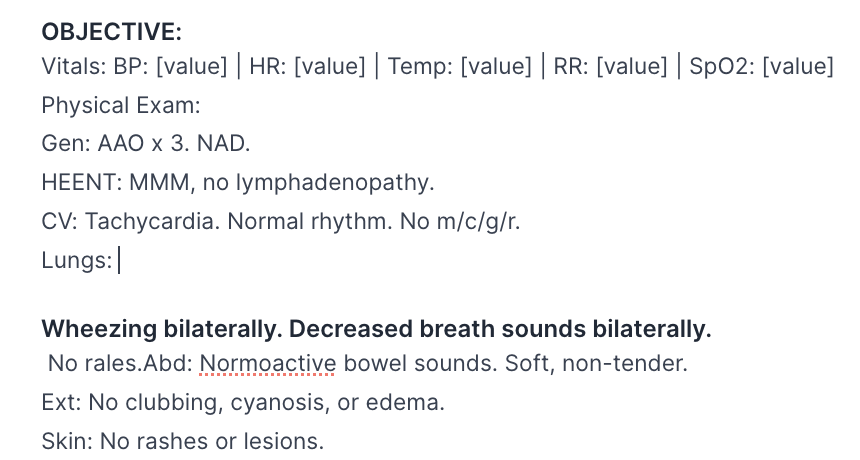 OBJECTIVE:
Vitals: BP: [value] | HR: [value] | Temp: [value] | RR: [value] | SpO2: [value]
Physical Exam:
Gen: AAO x 3. NAD.
HEENT: MMM, no lymphadenopathy.
CV: Tachycardia. Normal rhythm. No m/c/g/r.
Lungs:
Wheezing bilaterally. Decreased breath sounds bilaterally.
No rales.Abd: Normoactive bowel sounds. Soft, non-tender.
Ext: No clubbing, cyanosis, or edema.
Skin: No rashes or lesions.